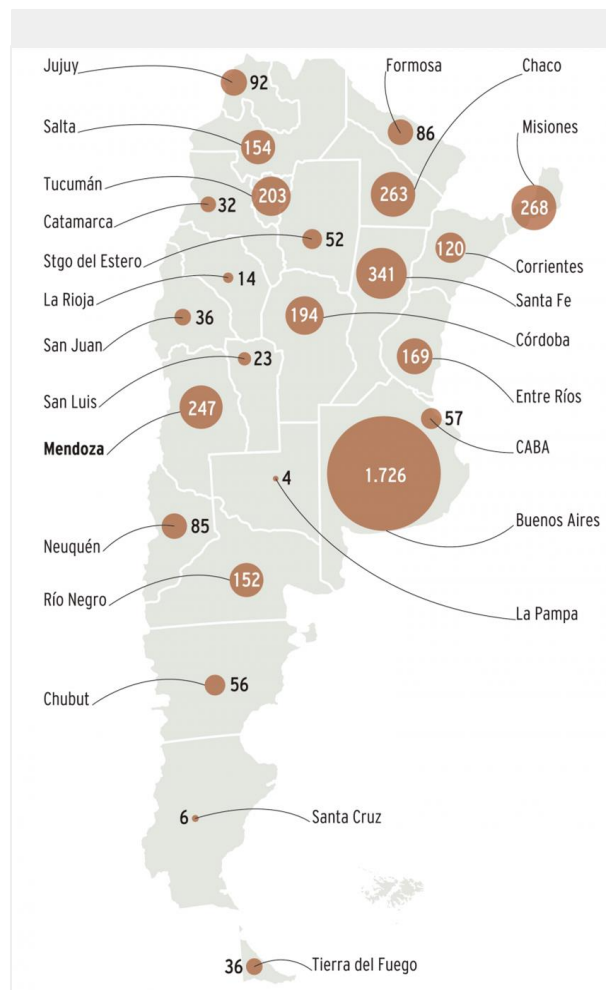 Jujuy
92
Formosa
86
Chaco
263
Salta
154
Misiones
268
Tucumán
203
Catamarca
32
Stgo del Estero
52
Corrientes
120
La Rioja
14
Santa Fe
341
San Juan
36
Córdoba
194
San Luis
23
Entre Ríos
169
Mendoza
247
CABA
57
Buenos Aires
1.726
La Pampa
4
Neuquén
85
Río Negro
152
Chubut
56
Santa Cruz
6
Tierra del Fuego
36